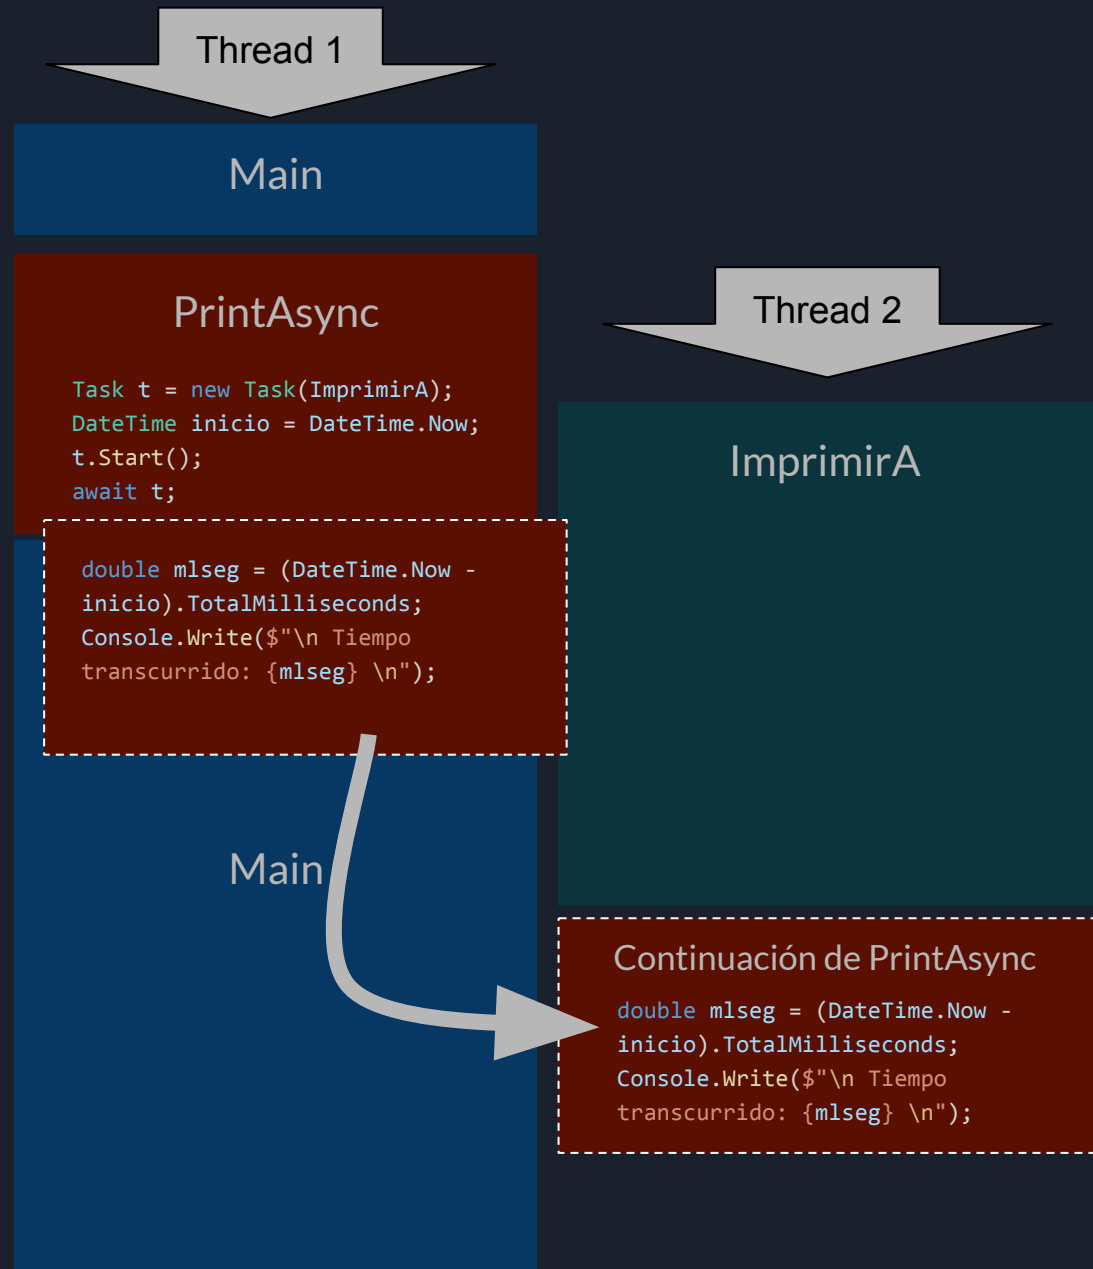 Thread 1
Main
PrintAsync
Task t = new Task(ImprimirA);
DateTime inicio = DateTime.Now;
t.Start();
await t;
double mlseg = (DateTime.Now -
inicio).TotalMilliseconds;
Console.Write($"\n Tiempo
transcurrido: {mlseg} \n");
Main
Thread 2
ImprimirA
Continuación de PrintAsync
double mlseg = (DateTime.Now -
inicio).TotalMilliseconds;
Console.Write($"\n Tiempo
transcurrido: {mlseg} \n");